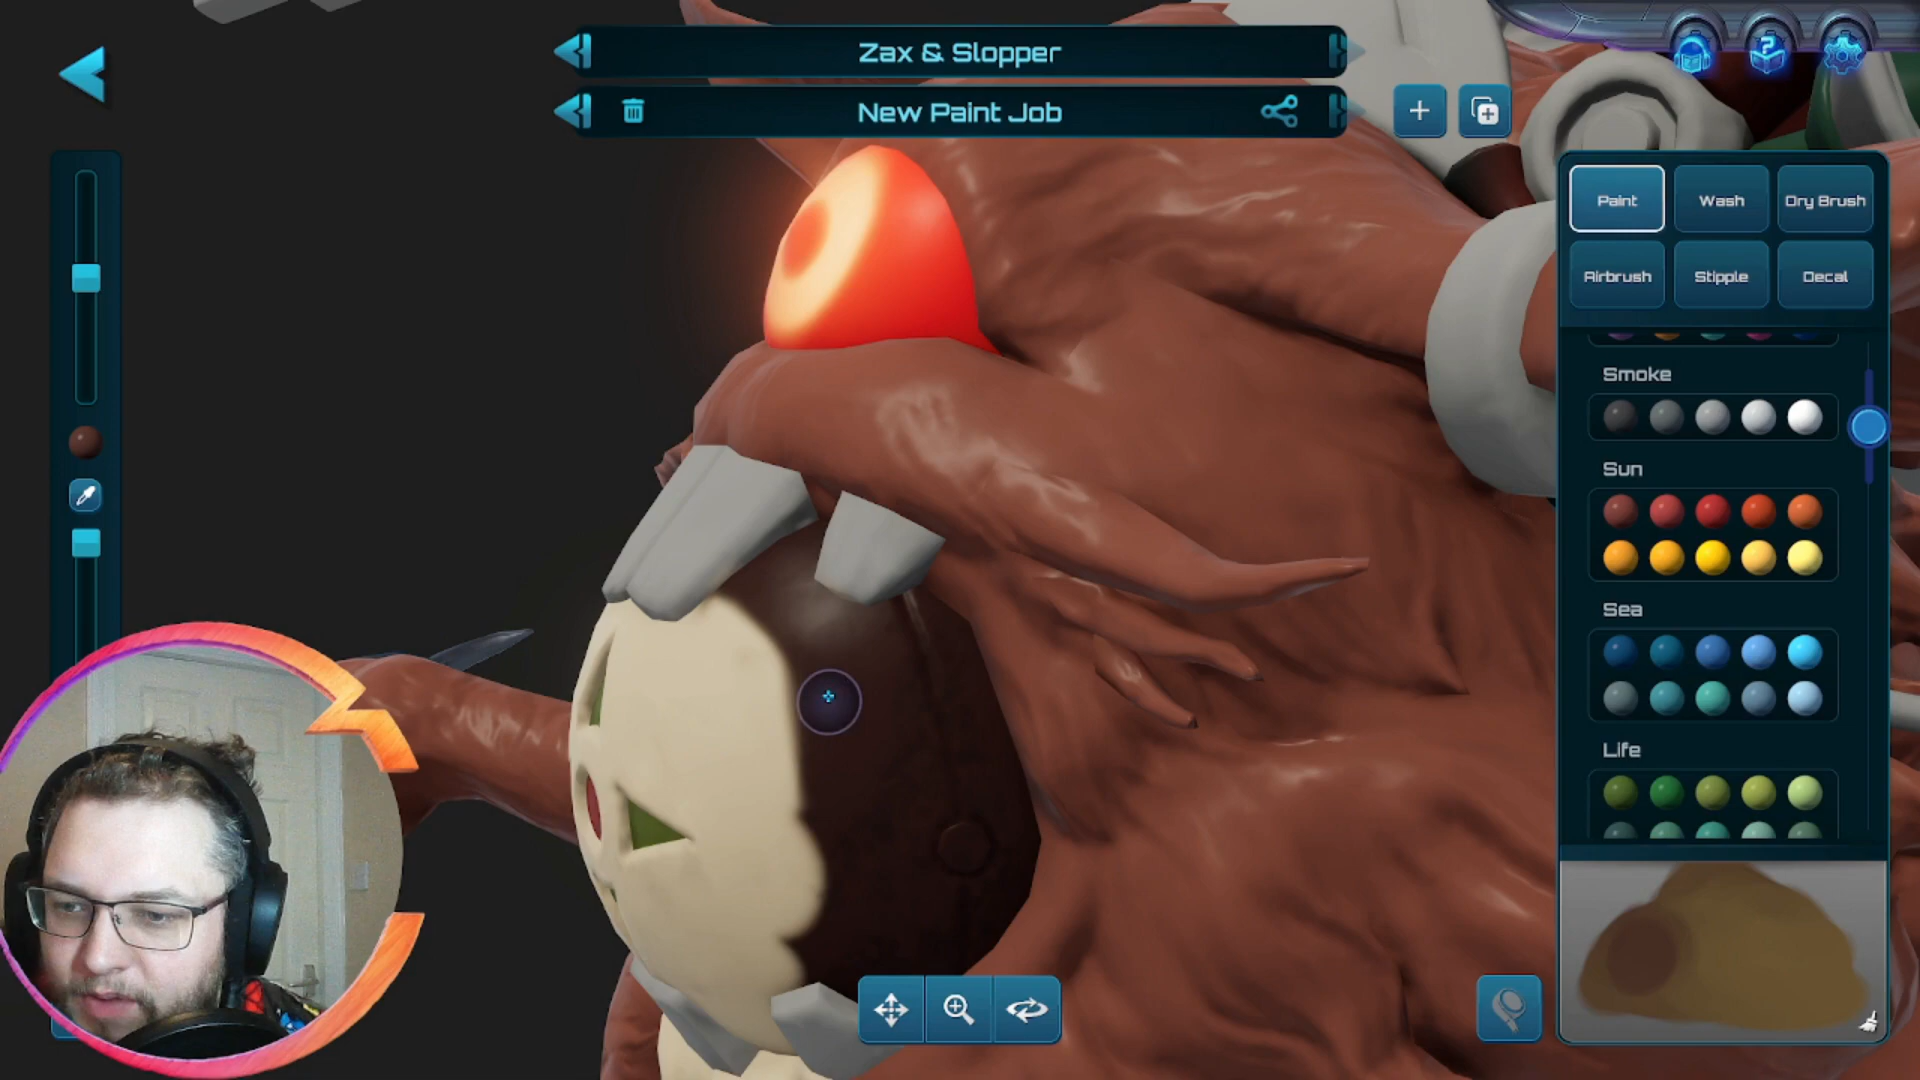 Zax & Slopper
New Paint Job
Paint
Wash
Dry Brush
Airbrush
Stipple
Decal
Smoke
Sun
Sea
Life